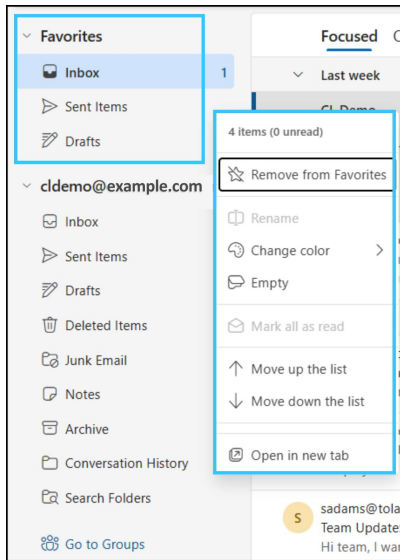 Favorites
Inbox 1
Sent Items
Drafts
cldemo@example.com
Inbox
Sent Items
Drafts
Deleted Items
Junk Email
Notes
Archive
Conversation History
Search Folders
Go to Groups
Focused
Last week
CL Demo
4 items (0 unread)
Remove from Favorites
Rename
Change color
Empty
Mark all as read
Move up the list
Move down the list
Open in new tab
S
sadams@tola
Team Update
Hi team, I wa